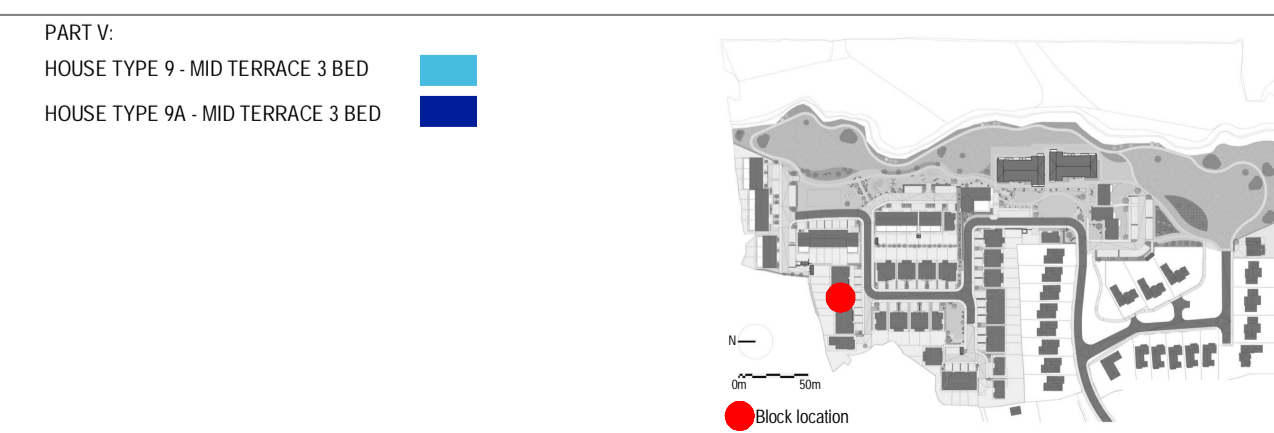 PART V:
HOUSE TYPE 9 - MID TERRACE 3 BED
HOUSE TYPE 9A - MID TERRACE 3 BED
N
0m 50m
Block location